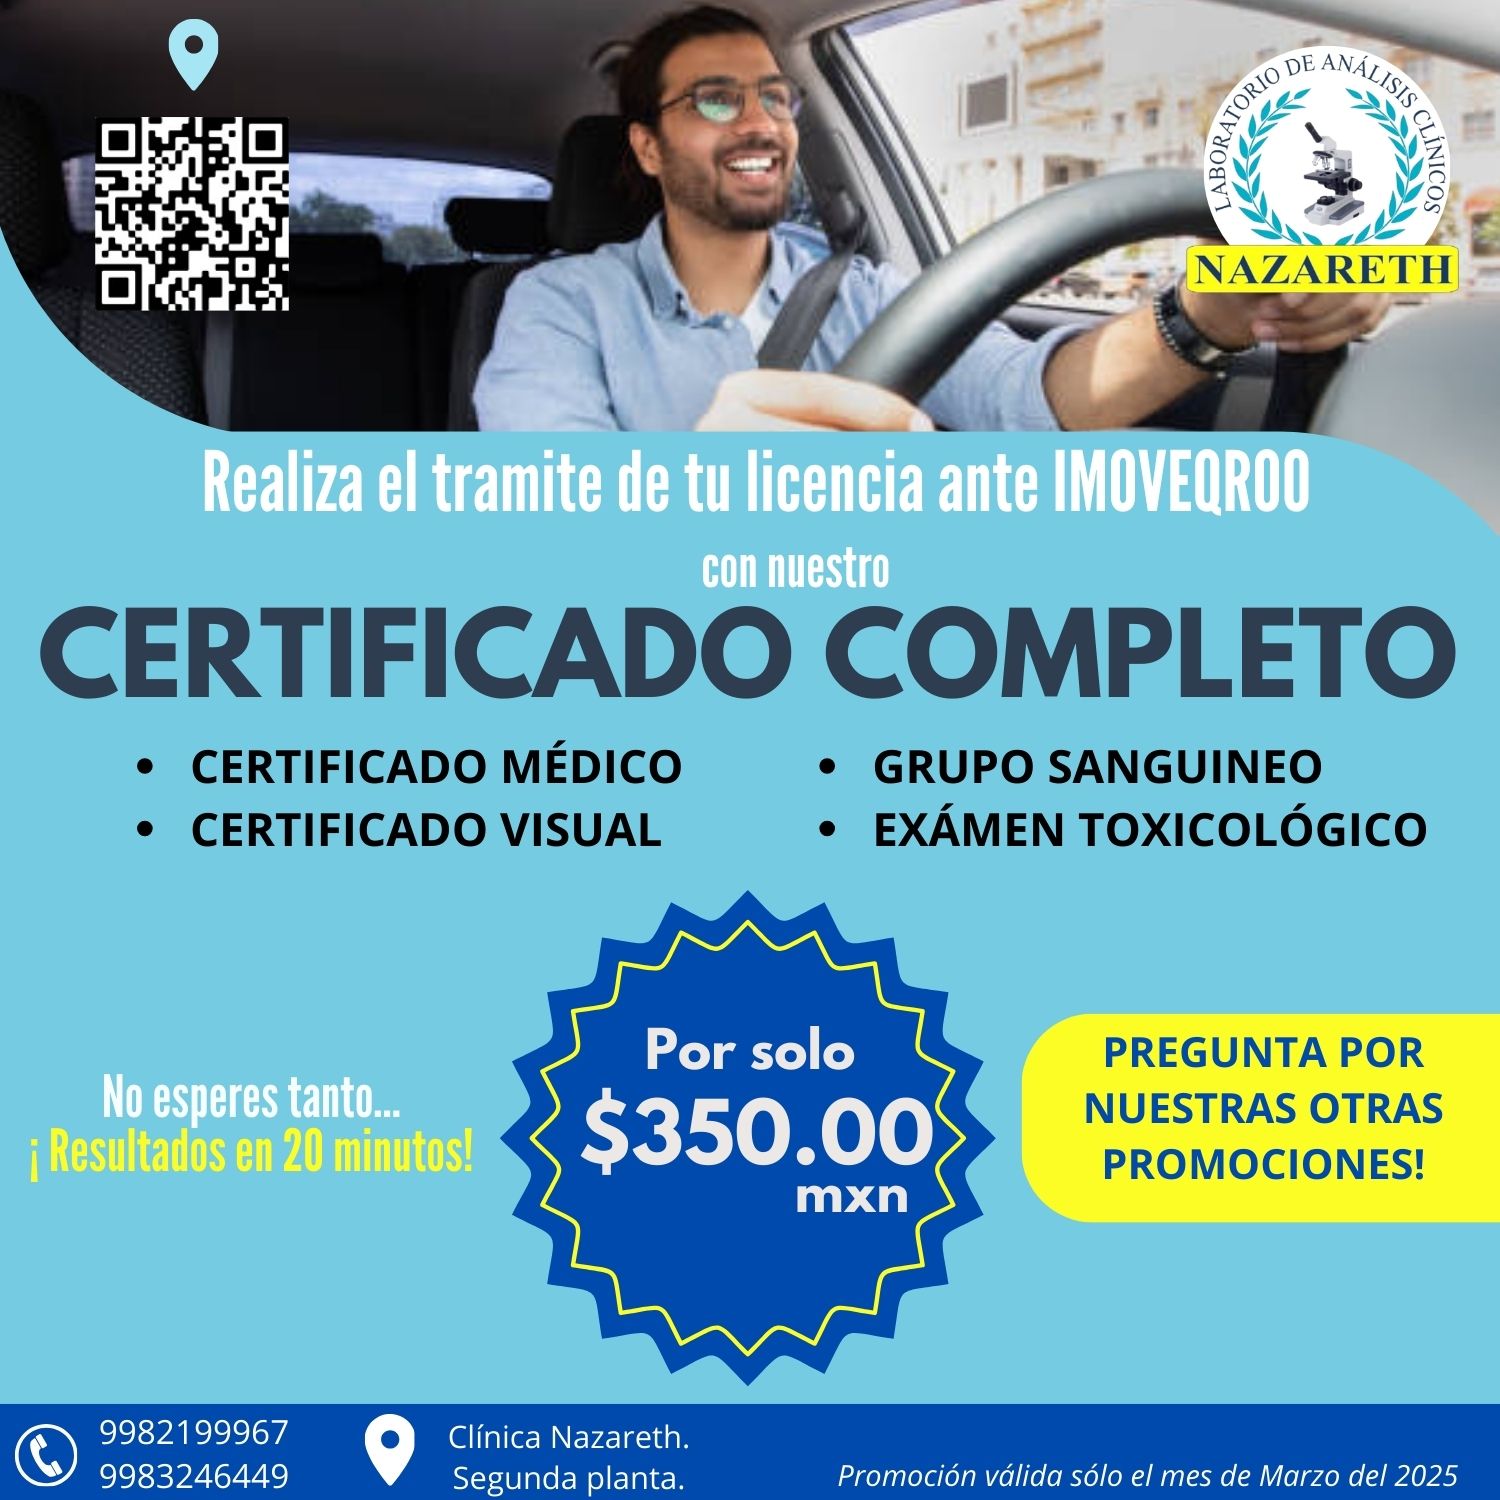 LABORATORIO DE ANÁLISIS CLÍNICOS
NAZARETH
Realiza el tramite de tu licencia ante IMOVEQROO
con nuestro
CERTIFICADO COMPLETO
• CERTIFICADO MÉDICO
• CERTIFICADO VISUAL
• GRUPO SANGUINEO
• EXÁMEN TOXICOLÓGICO
No esperes tanto...
¡ Resultados en 20 minutos!
Por solo
$350.00
mxn
PREGUNTA POR
NUESTRAS OTRAS
PROMOCIONES!
9982199967
9983246449
Clínica Nazareth.
Segunda planta.
Promoción válida sólo el mes de Marzo del 2025